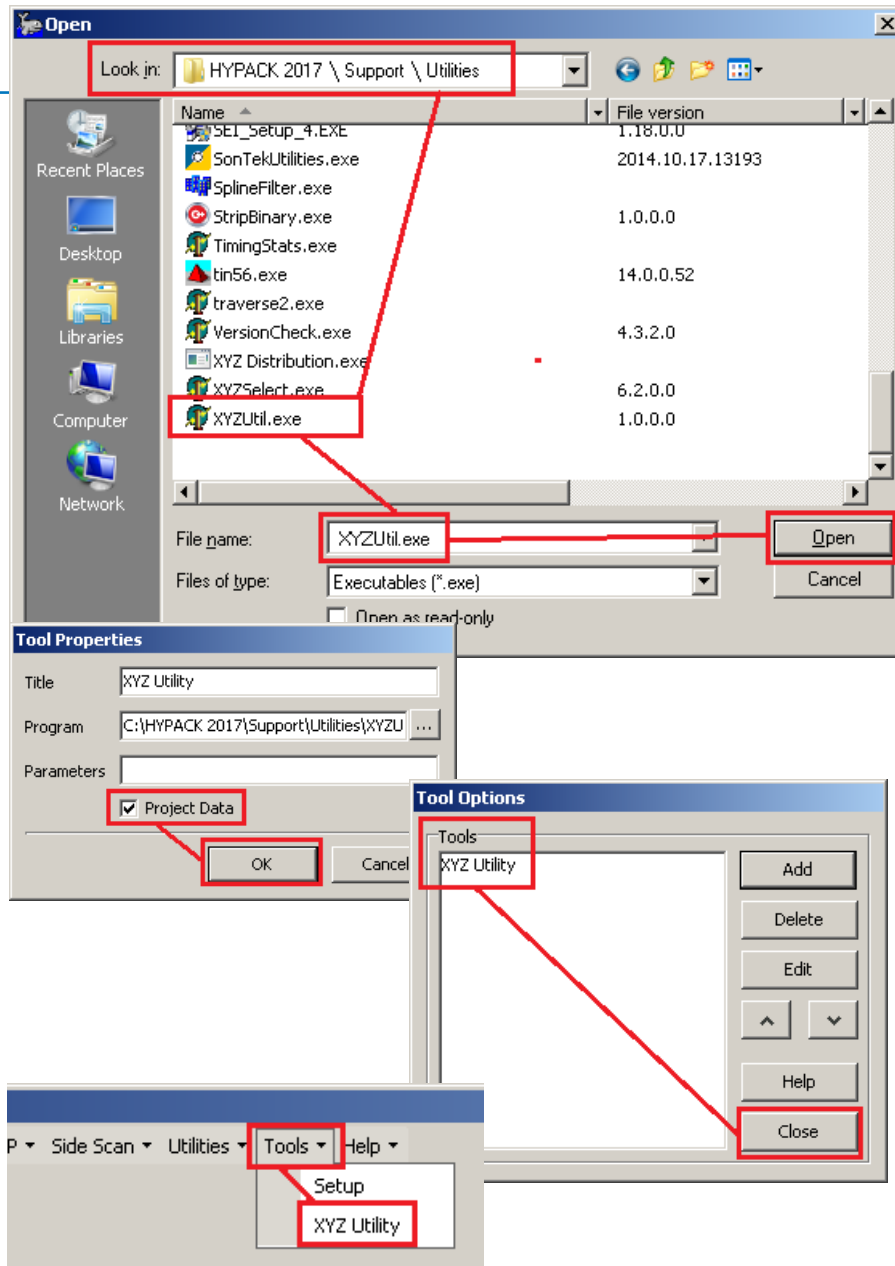 Open
Look in: HYPACK 2017 \ Support \ Utilities
Name File version
SEI_Setup_4.EXE 1.18.0.0
SonTekUtilities.exe 2014.10.17.13193
SplineFilter.exe
StripBinary.exe 1.0.0.0
TimingStats.exe
tin56.exe 14.0.0.52
traverse2.exe
VersionCheck.exe 4.3.2.0
XYZ Distribution.exe
XYZSelect.exe 6.2.0.0
XYZUtil.exe 1.0.0.0
Recent Places
Desktop
Libraries
Computer
Network
File name: XYZUtil.exe Open
Files of type: Executables (*.exe) Cancel
Open as read-only
Tool Properties
Title XYZ Utility
Program C:\HYPACK 2017\Support\Utilities\XYZU ...
Parameters
Project Data
OK Cancel
Tool Options
Tools
XYZ Utility
Add
Delete
Edit
Help
Close
P Side Scan Utilities Tools Help
Setup
XYZ Utility